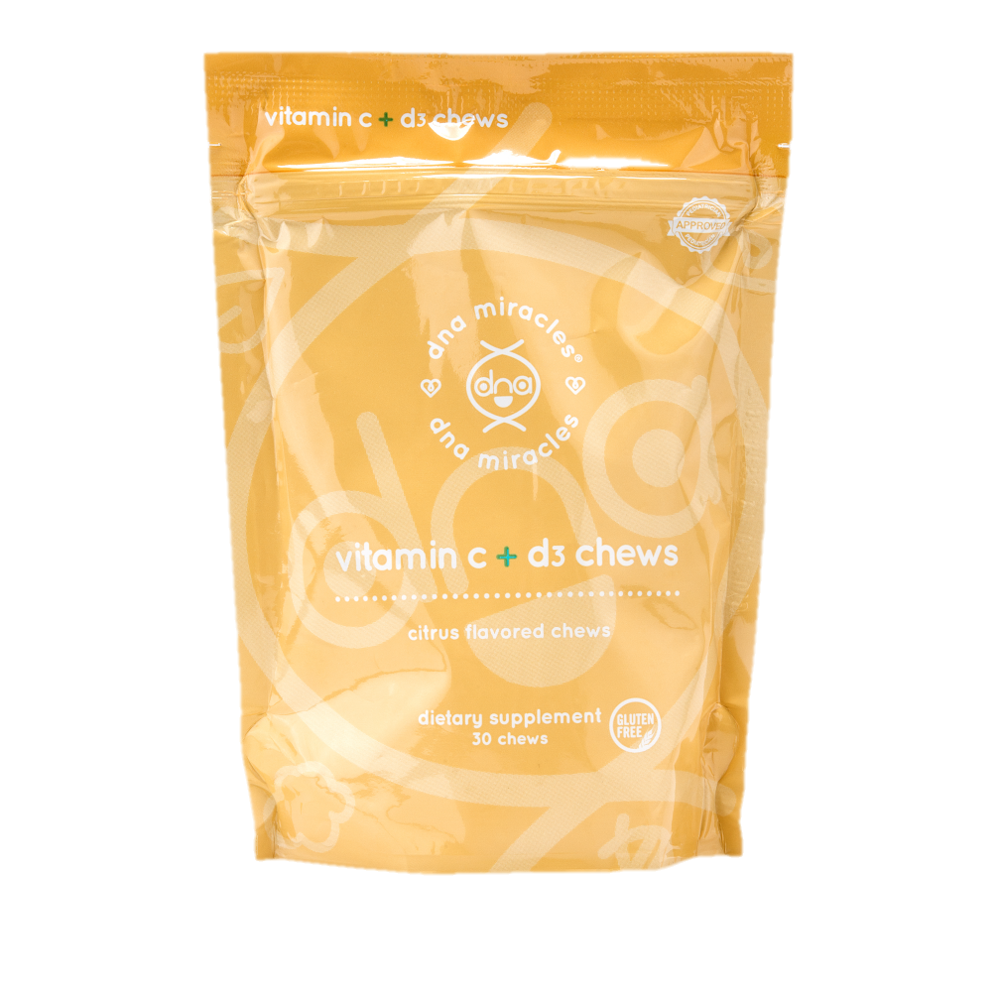 vitamin c + d3 chews
APPROVED
dna miracles®
dna
dna miracles
vitamin c + d3 chews
citrus flavored chews
dietary supplement
30 chews
GLUTEN
FREE
dna